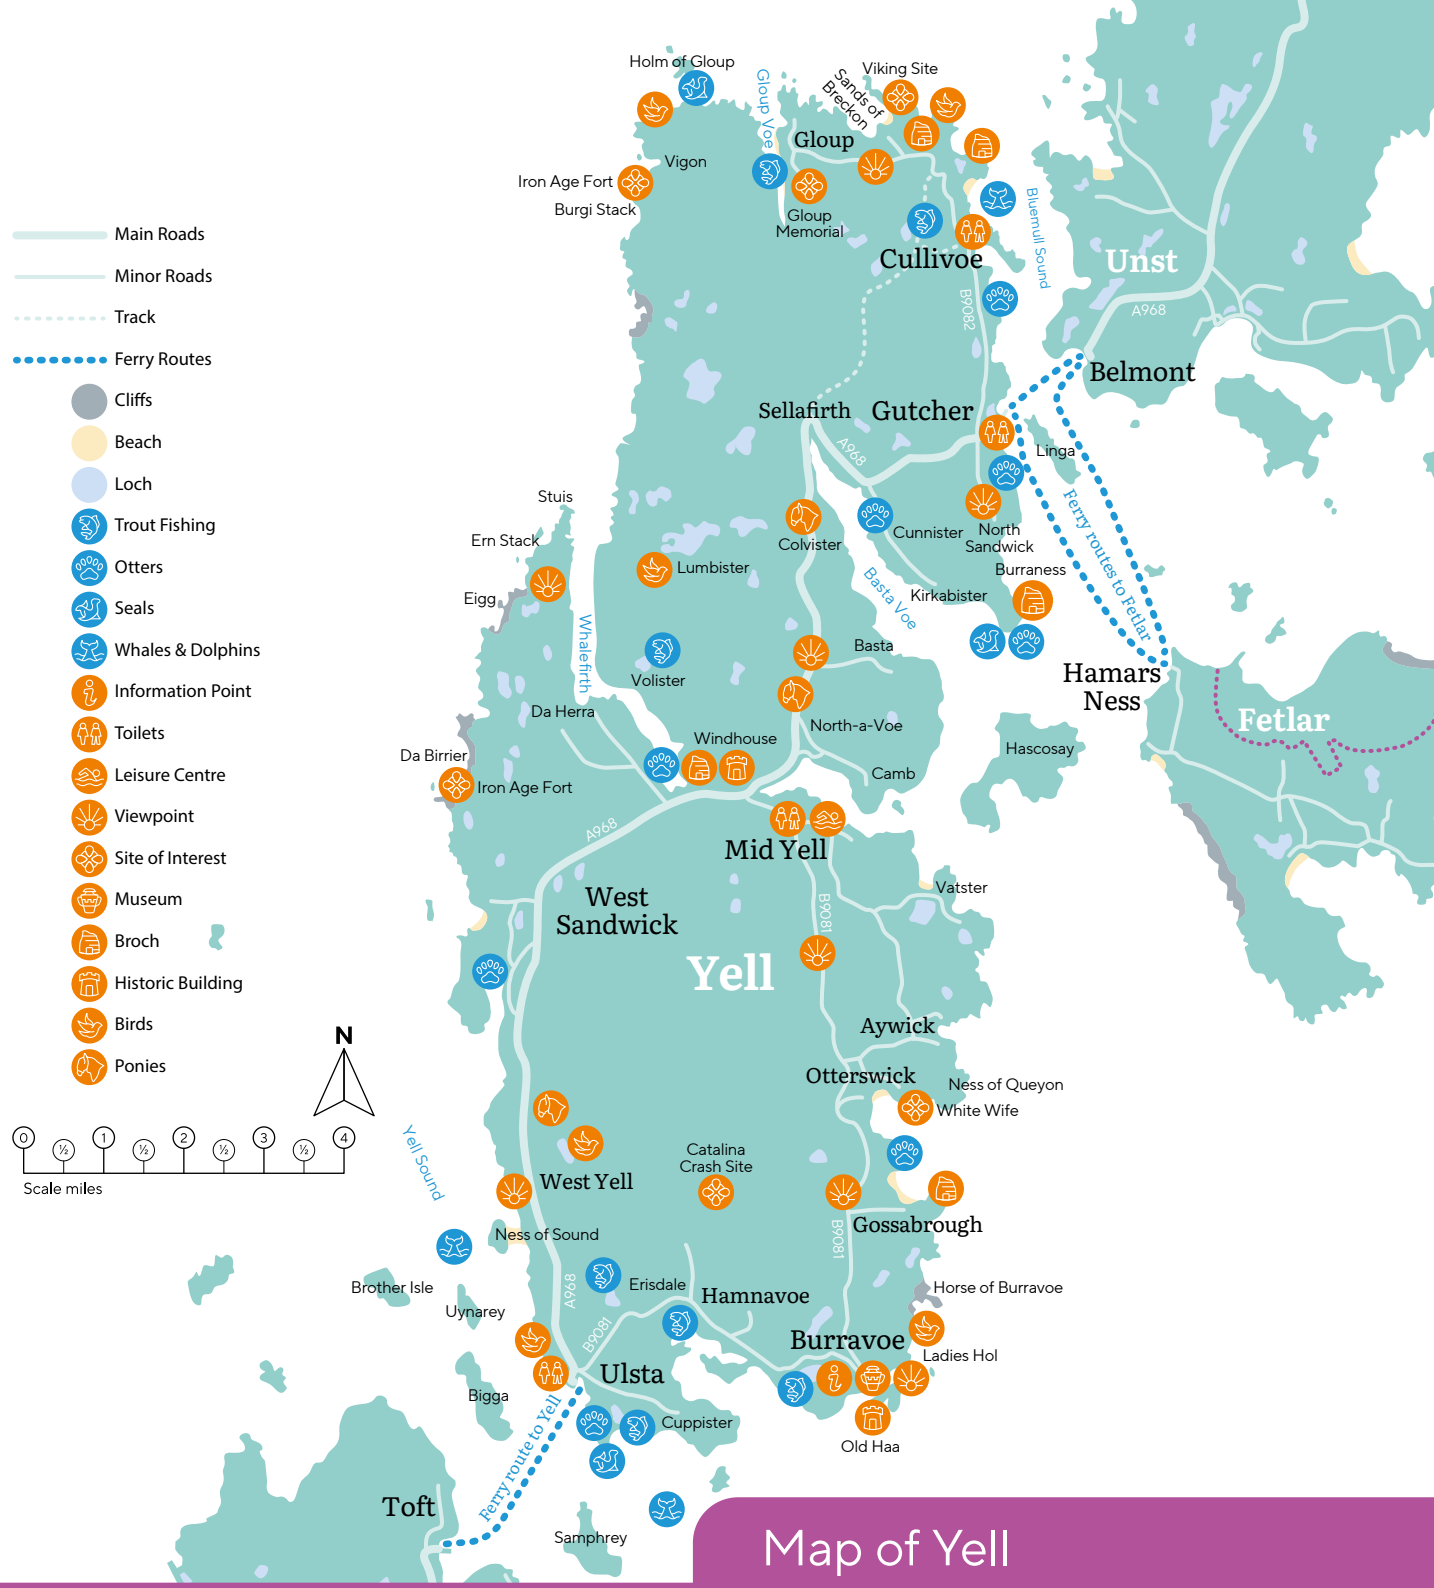 Holm of Gloup
Gloup Voe
Sands of
Breckon
Viking Site
Gloup
Vigon
Iron Age Fort
Burgi Stack
Gloup
Memorial
Cullivoe
Bluemull Sound
Unst
A968
B9082
Belmont
Main Roads
Minor Roads
Track
Ferry Routes
Cliffs
Beach
Loch
Trout Fishing
Otters
Seals
Whales & Dolphins
Information Point
Toilets
Leisure Centre
Viewpoint
Site of Interest
Museum
Broch
Historic Building
Birds
Ponies
N
0
½
1
½
2
½
3
½
4
Scale miles
Sellafirth
Gutcher
A968
Linga
Stuis
Ern Stack
Eigg
Lumbister
Colvister
Cunnister
North
Sandwick
Burraness
Kirkabister
Basta Voe
Ferry routes to Fetlar
Whalefirth
Volister
Basta
Da Herra
North-a-Voe
Windhouse
Camb
Hamars
Ness
Fetlar
Hascosay
Da Birrier
Iron Age Fort
A968
Mid Yell
West
Sandwick
Vatster
B9081
Yell
Aywick
Otterswick
Ness of Queyon
White Wife
Yell Sound
Catalina
Crash Site
West Yell
Gossabrough
B9081
Ness of Sound
Brother Isle
Uynarey
A968
Erisdale
Hamnavoe
Horse of Burravoe
B9081
Burravoe
Ladies Hol
Ulsta
Bigga
Cuppister
Old Haa
Ferry route to Yell
Toft
Samphrey
Map of Yell